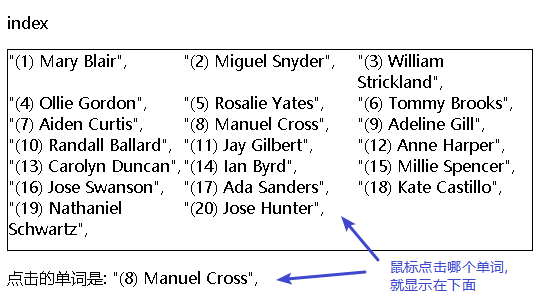 index
"(1) Mary Blair", "(2) Miguel Snyder", "(3) William
Strickland",
"(4) Ollie Gordon", "(5) Rosalie Yates", "(6) Tommy Brooks",
"(7) Aiden Curtis", "(8) Manuel Cross", "(9) Adeline Gill",
"(10) Randall Ballard", "(11) Jay Gilbert", "(12) Anne Harper",
"(13) Carolyn Duncan", "(14) Ian Byrd", "(15) Millie Spencer",
"(16) Jose Swanson", "(17) Ada Sanders", "(18) Kate Castillo",
"(19) Nathaniel "(20) Jose Hunter",
Schwartz",
点击的单词是: "(8) Manuel Cross",
鼠标点击哪个单词,
就显示在下面